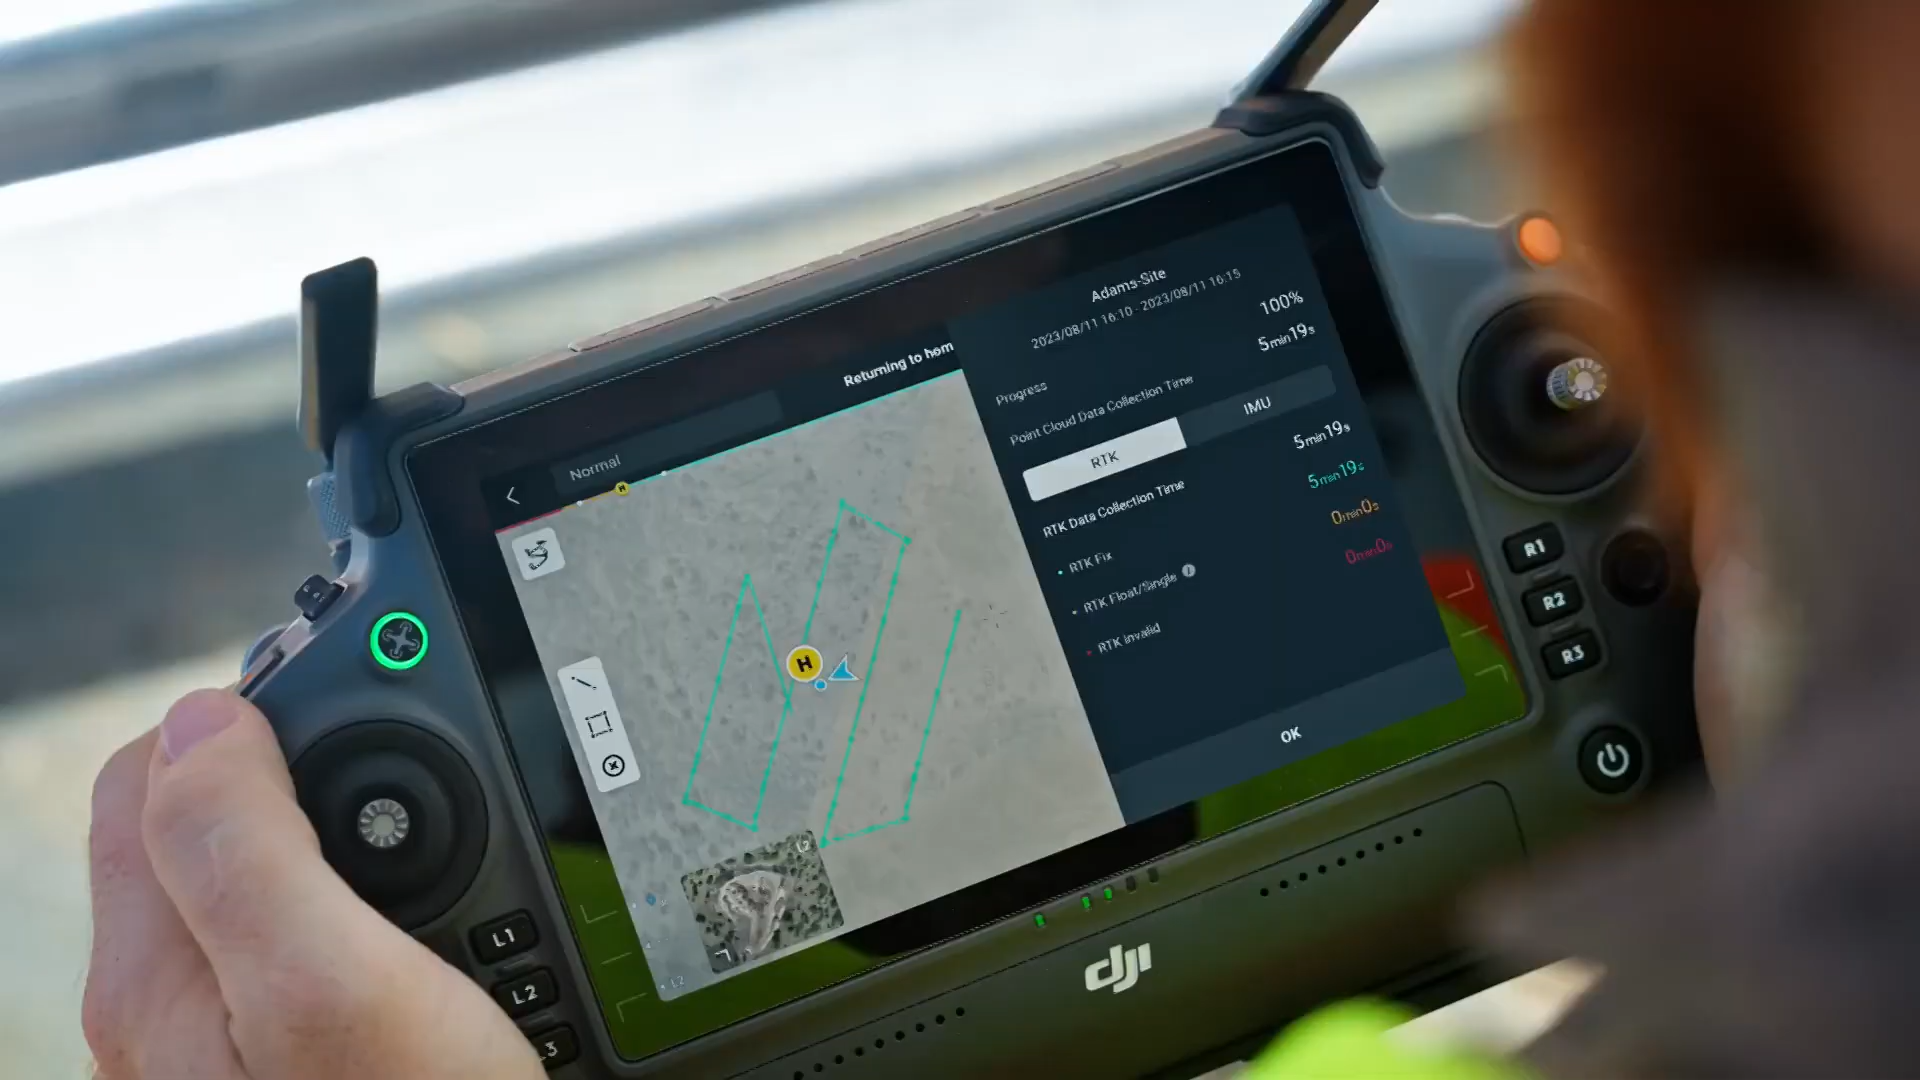 Adams-Site
2023/08/11 16:10 - 2023/08/11 16:15
Returning to hom
Progress 100%
Point Cloud Data Collection Time 5min19s
Normal
RTK IMU
RTK Data Collection Time 5min19s
RTK Fix 5min19s
RTK Float/Single 0min0s
RTK invalid 0min0s
H
H
OK
L2
L2
R1
R2
R3
L1
L2
L3
dji